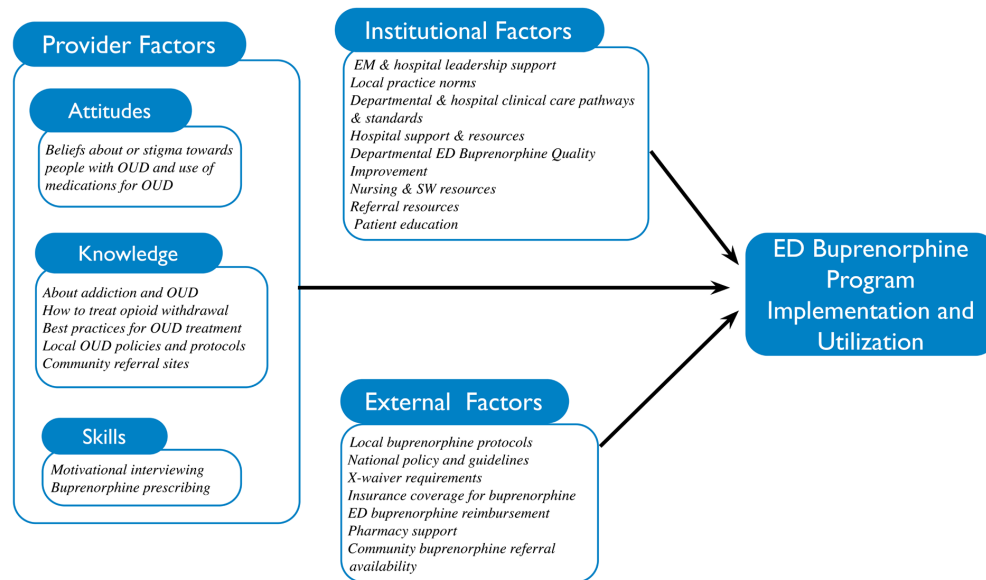 Provider Factors
Attitudes
Beliefs about or stigma towards
people with OUD and use of
medications for OUD
Knowledge
About addiction and OUD
How to treat opioid withdrawal
Best practices for OUD treatment
Local OUD policies and protocols
Community referral sites
Skills
Motivational interviewing
Buprenorphine prescribing
Institutional Factors
EM & hospital leadership support
Local practice norms
Departmental & hospital clinical care pathways
& standards
Hospital support & resources
Departmental ED Buprenorphine Quality
Improvement
Nursing & SW resources
Referral resources
Patient education
External Factors
Local buprenorphine protocols
National policy and guidelines
X-waiver requirements
Insurance coverage for buprenorphine
ED buprenorphine reimbursement
Pharmacy support
Community buprenorphine referral
availability
ED Buprenorphine
Program
Implementation and
Utilization